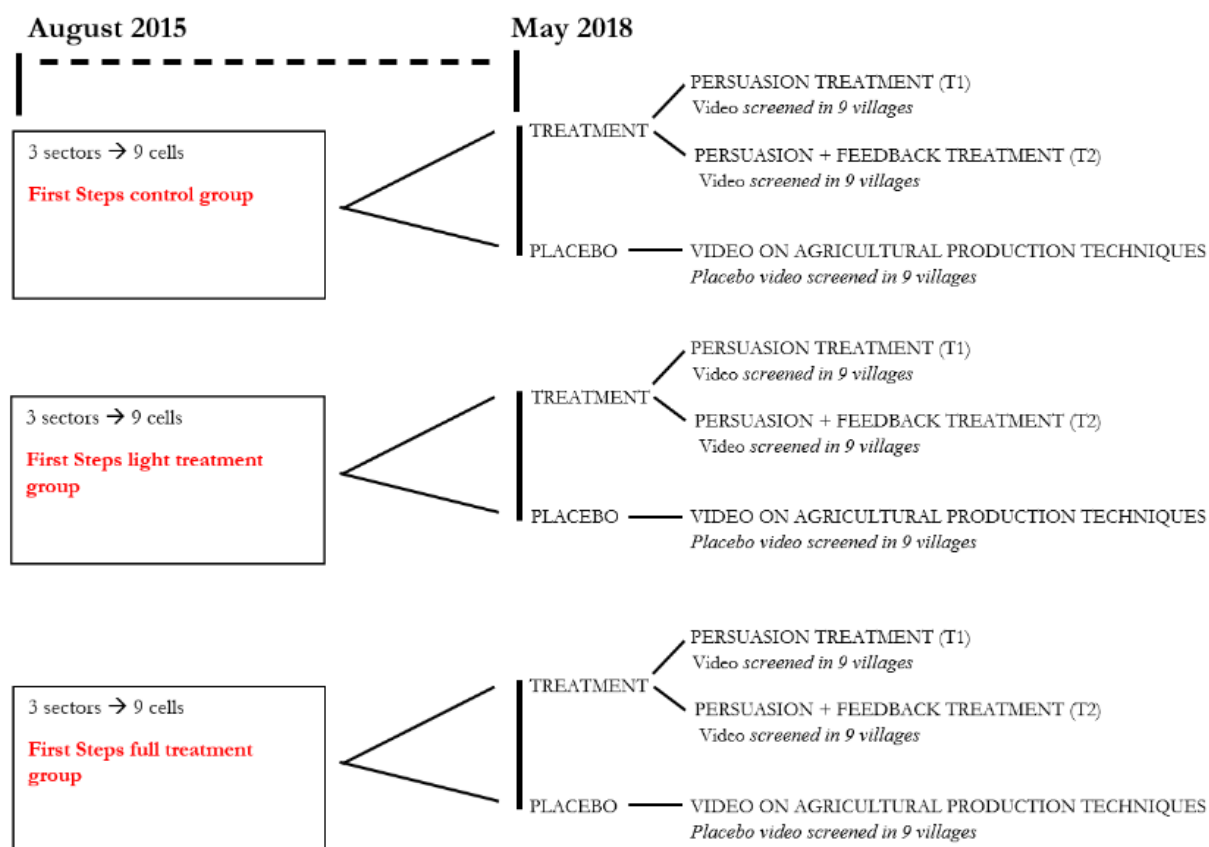 August 2015
May 2018
3 sectors → 9 cells
First Steps control group
TREATMENT
PERSUASION TREATMENT (T1)
Video screened in 9 villages
PERSUASION + FEEDBACK TREATMENT (T2)
Video screened in 9 villages
PLACEBO
VIDEO ON AGRICULTURAL PRODUCTION TECHNIQUES
Placebo video screened in 9 villages
3 sectors → 9 cells
First Steps light treatment
group
TREATMENT
PERSUASION TREATMENT (T1)
Video screened in 9 villages
PERSUASION + FEEDBACK TREATMENT (T2)
Video screened in 9 villages
PLACEBO
VIDEO ON AGRICULTURAL PRODUCTION TECHNIQUES
Placebo video screened in 9 villages
3 sectors → 9 cells
First Steps full treatment
group
TREATMENT
PERSUASION TREATMENT (T1)
Video screened in 9 villages
PERSUASION + FEEDBACK TREATMENT (T2)
Video screened in 9 villages
PLACEBO
VIDEO ON AGRICULTURAL PRODUCTION TECHNIQUES
Placebo video screened in 9 villages